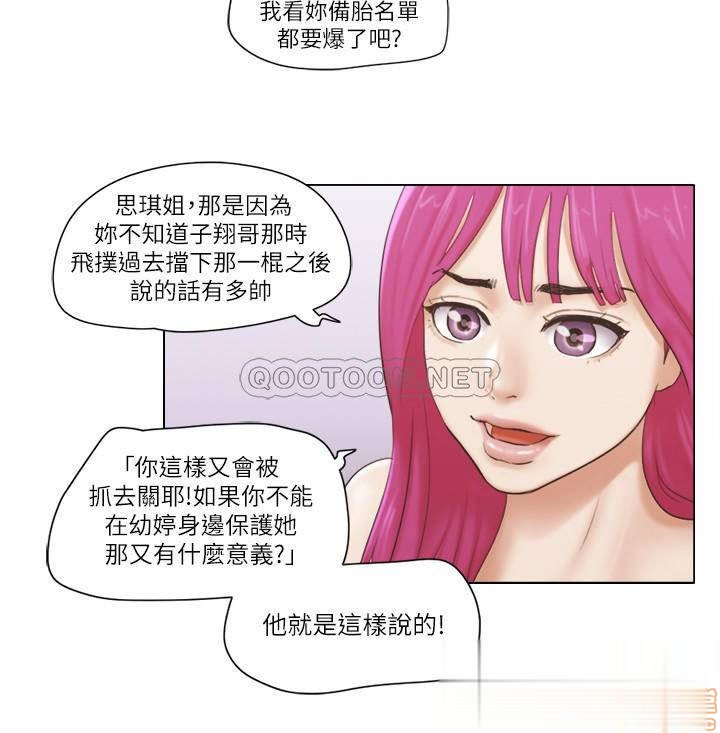 我看妳備胎名單
都要爆了吧?
思琪姐，那是因為
妳不知道子翔哥那時
飛撲過去擋下那一棍之後
說的話有多帥
QOOTOON.NET
「你這樣又會被
抓去關耶!如果你不能
在幼婷身邊保護她
那又有什麼意義?」
他就是這樣說的!